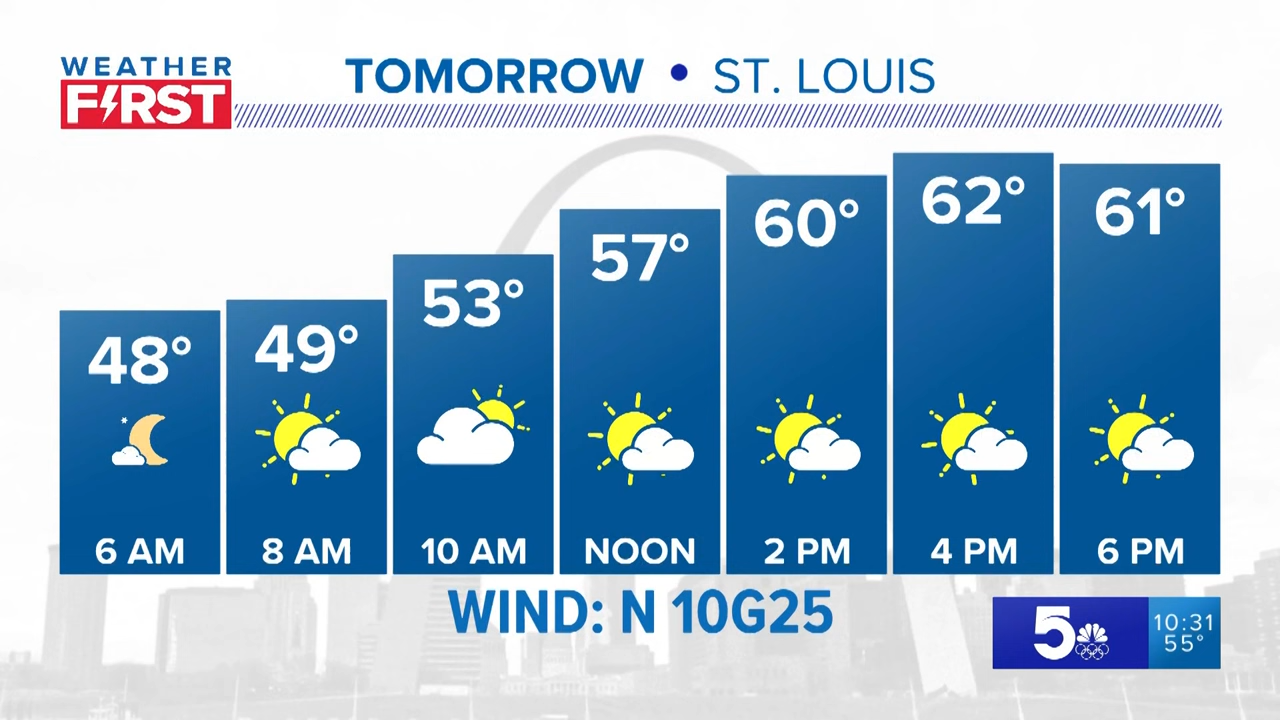 WEATHER
FIRST
TOMORROW • ST. LOUIS
48°
49°
53°
57°
60°
62°
61°
6 AM
8 AM
10 AM
NOON
2 PM
4 PM
6 PM
WIND: N 10G25
5
10:31
55°